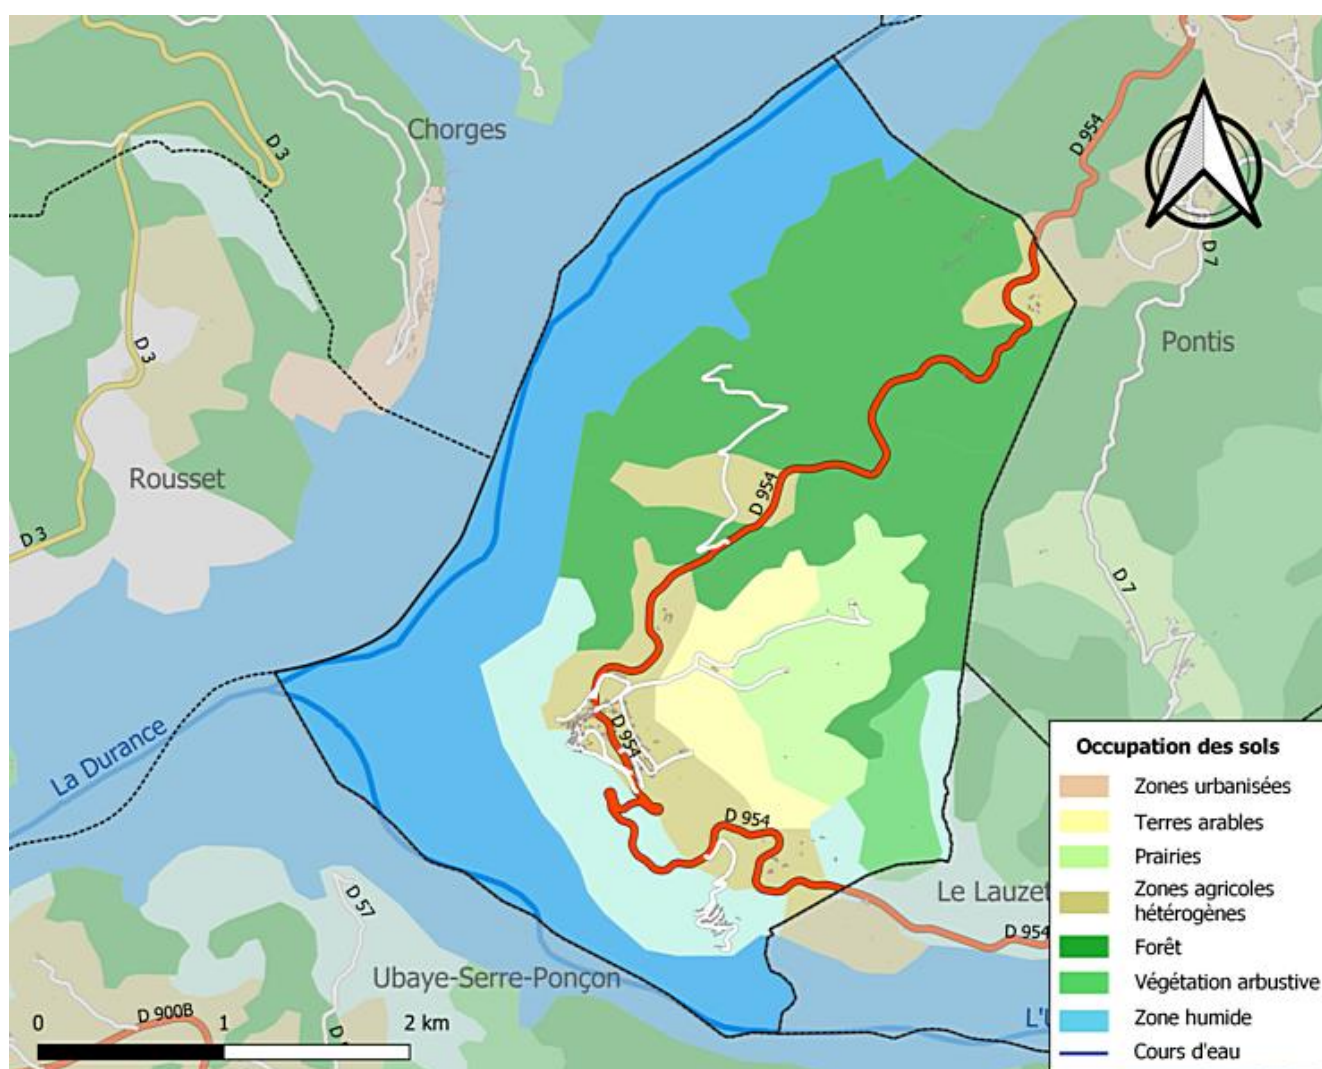 Chorges
D 3
D 954
D 7
D 3
Pontis
Rousset
D 954
D 3
D 7
La Durance
D 954
Occupation des sols
Zones urbanisées
Terres arables
D 954
Prairies
Zones agricoles
hétérogènes
D 57
Le Lauzet
D 954
Forêt
Ubaye-Serre-Ponçon
Végétation arbustive
D 900B
Zone humide
0 1 2 km
Cours d'eau